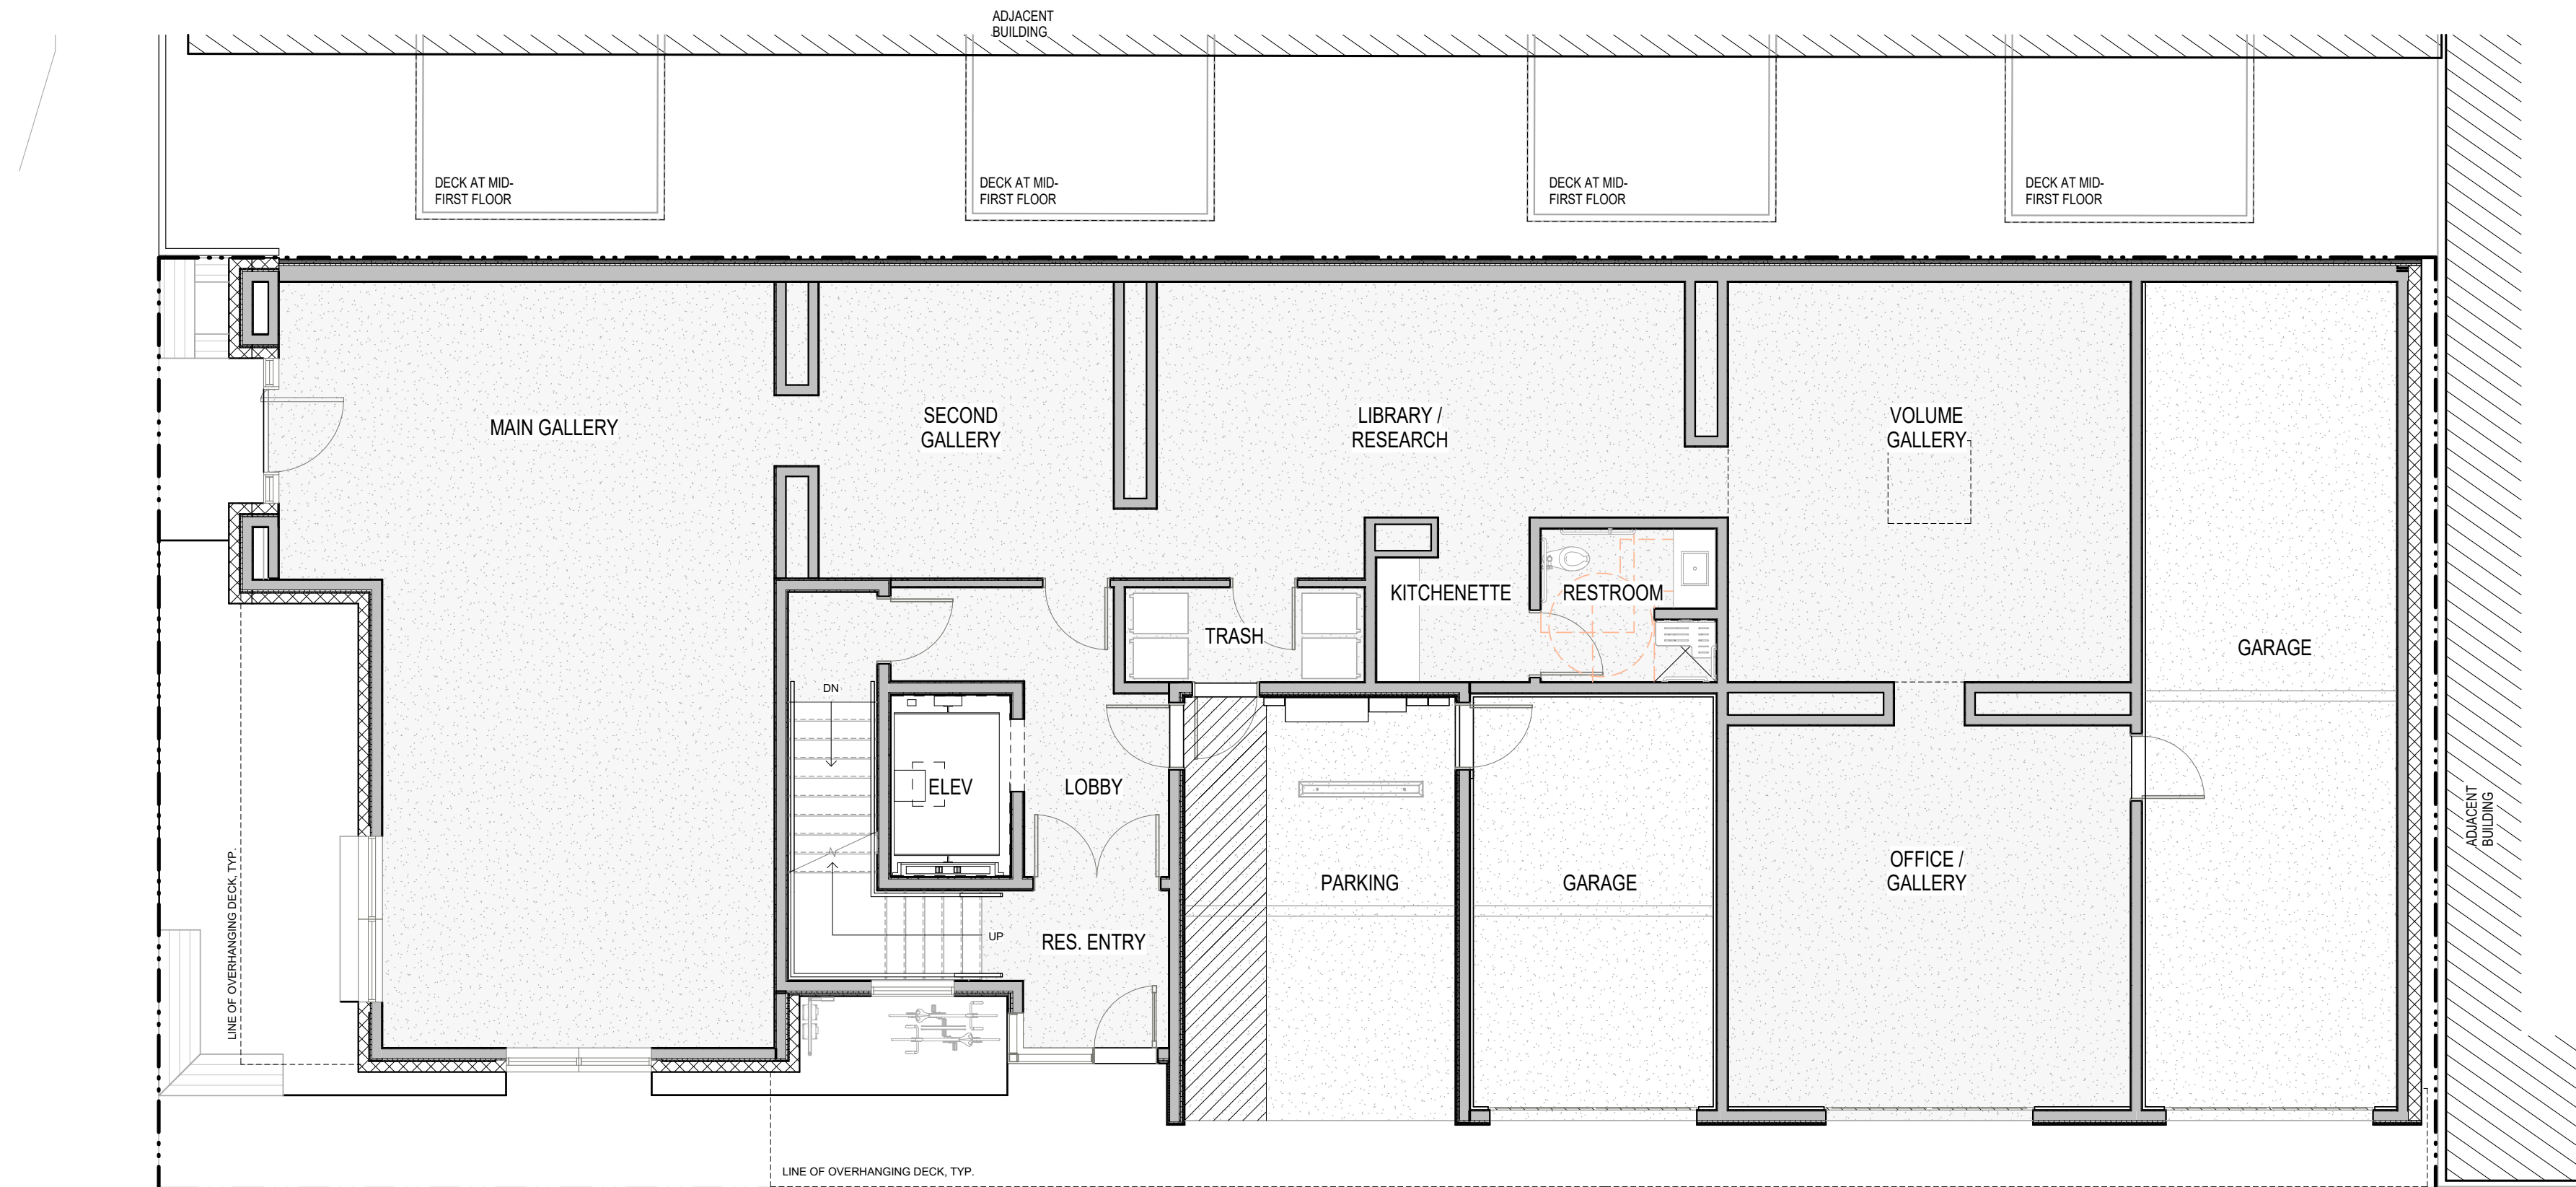 ADJACENT
BUILDING
DECK AT MID-
FIRST FLOOR
DECK AT MID-
FIRST FLOOR
DECK AT MID-
FIRST FLOOR
DECK AT MID-
FIRST FLOOR
MAIN GALLERY
SECOND
GALLERY
LIBRARY /
RESEARCH
VOLUME
GALLERY
KITCHENETTE
RESTROOM
TRASH
GARAGE
DN
ELEV
LOBBY
PARKING
GARAGE
OFFICE /
GALLERY
UP
RES. ENTRY
LINE OF OVERHANGING DECK, TYP.
ADJACENT
BUILDING
LINE OF OVERHANGING DECK, TYP.